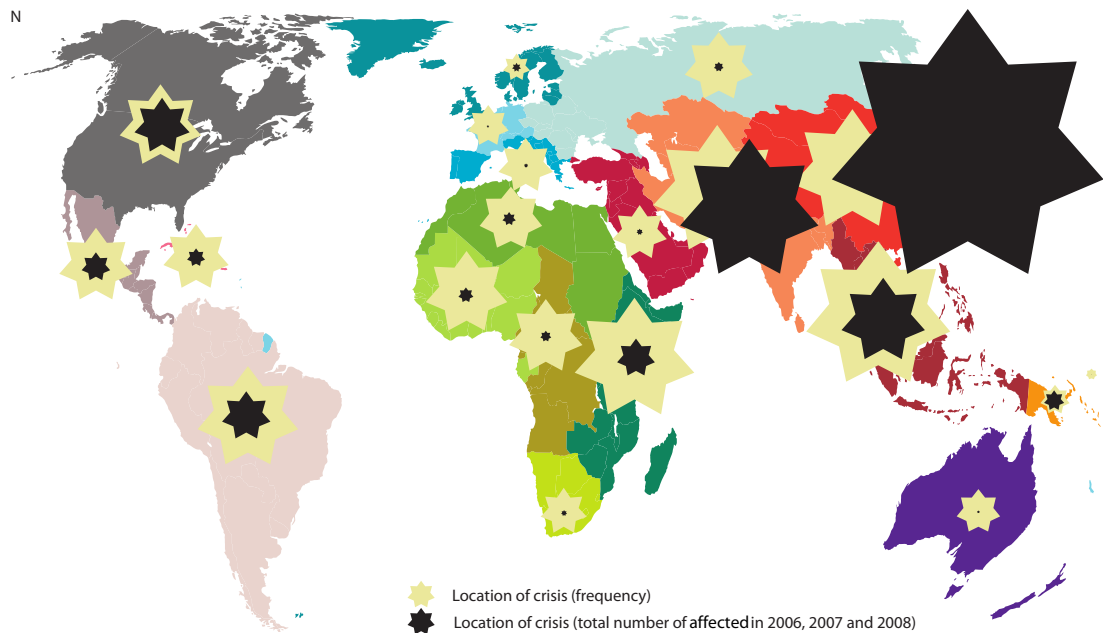 N
Location of crisis (frequency)
Location of crisis (total number of affected in 2006, 2007 and 2008)